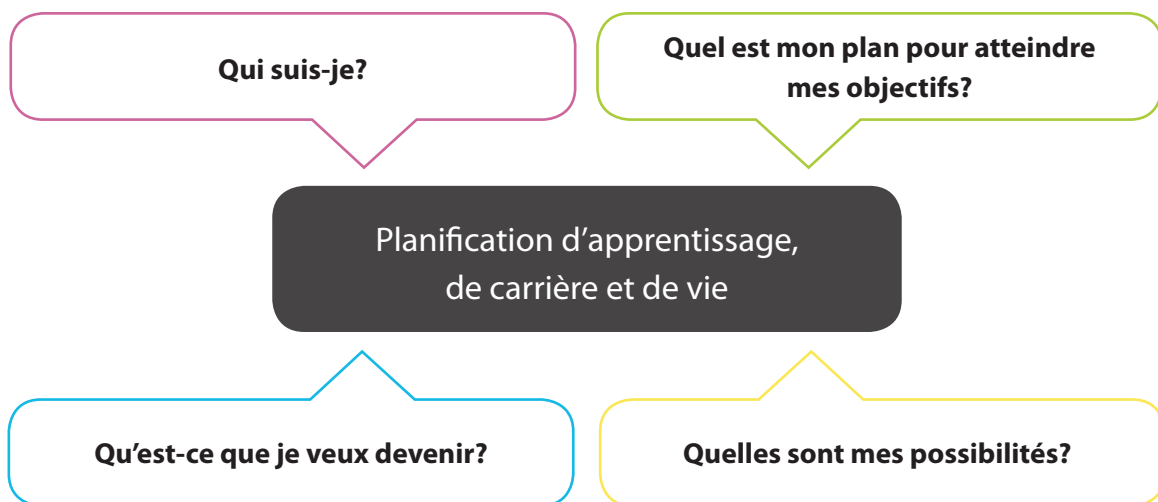 Qui suis-je?
Quel est mon plan pour atteindre
mes objectifs?
Planification d’apprentissage,
de carrière et de vie
Qu’est-ce que je veux devenir?
Quelles sont mes possibilités?